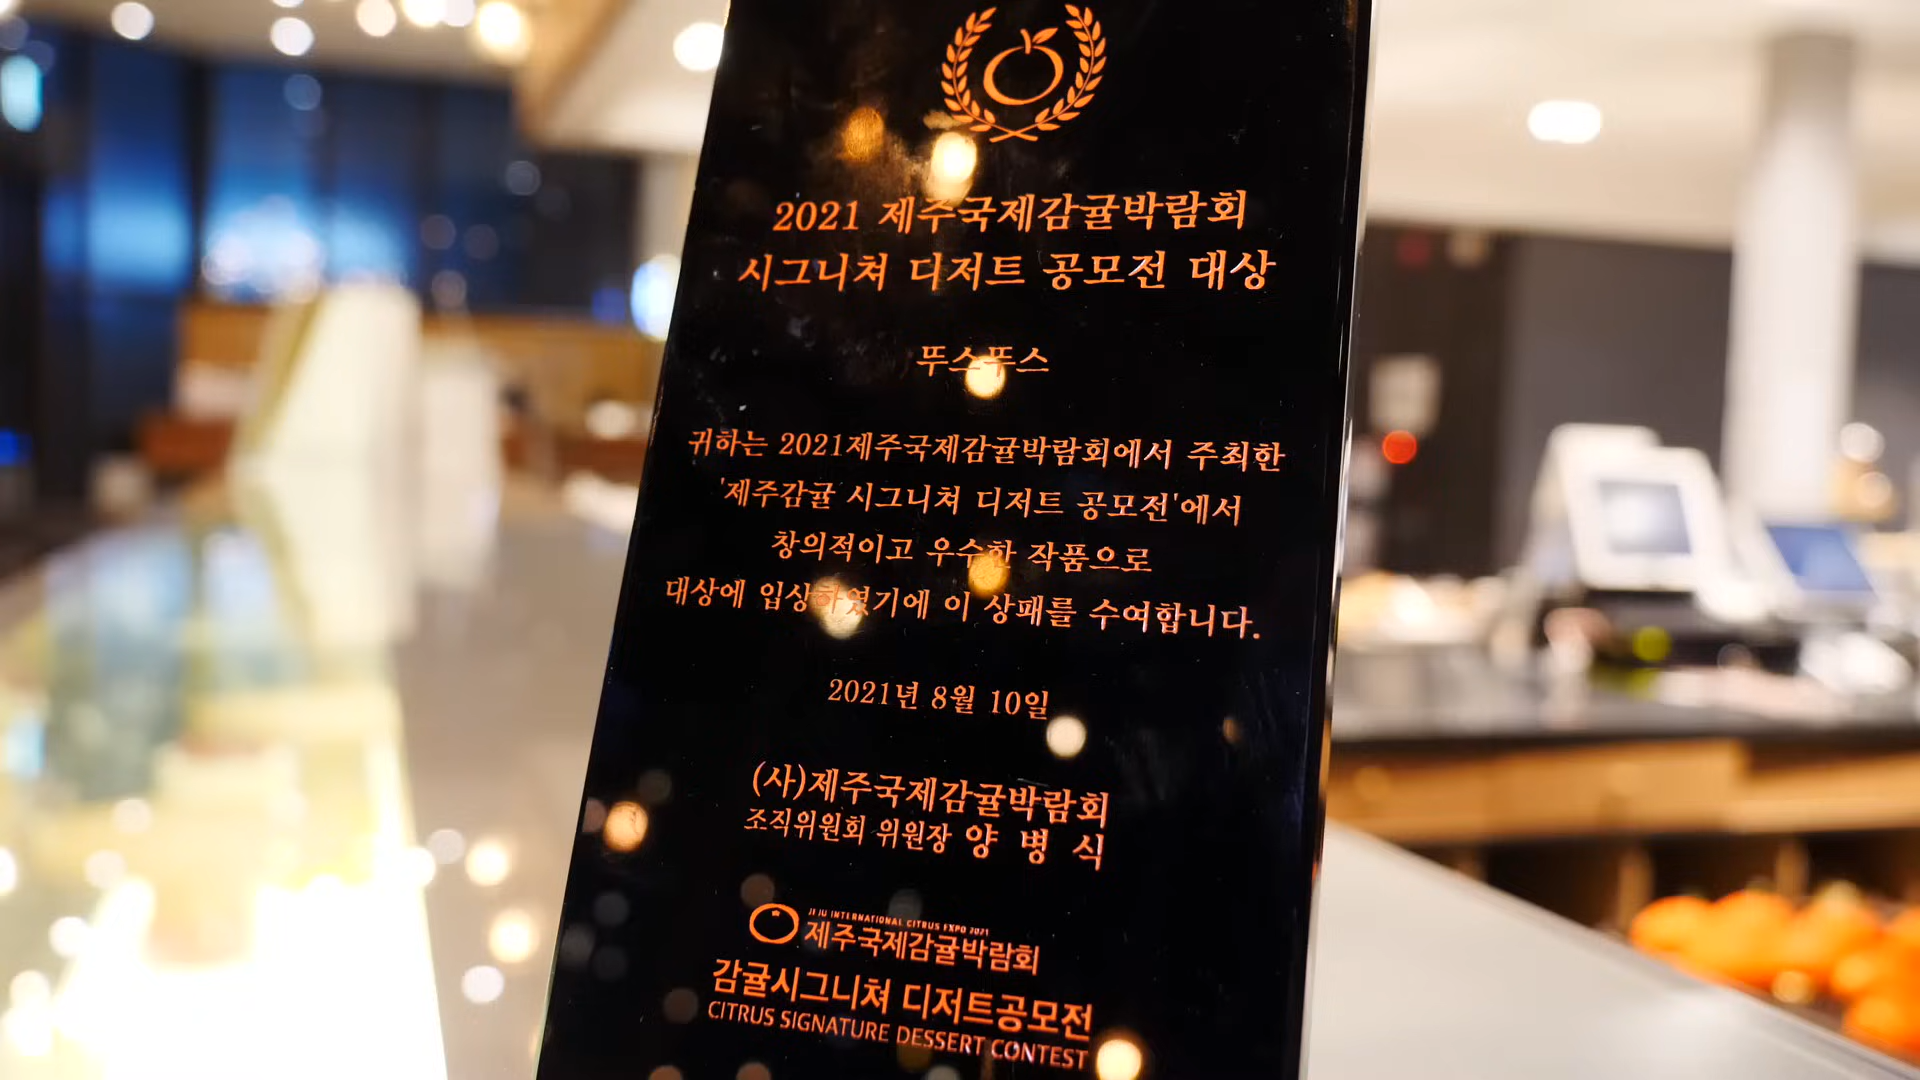 2021 제주국제감귤박람회
시그니쳐 디저트 공모전 대상
뚜스뚜스
귀하는 2021제주국제감귤박람회에서 주최한
'제주감귤 시그니쳐 디저트 공모전'에서
창의적이고 우수한 작품으로
대상에 입상하였기에 이 상패를 수여합니다.
2021년 8월 10일
(사)제주국제감귤박람회
조직위원회 위원장 양 병 식
JEJU INTERNATIONAL CITRUS EXPO 2021
제주국제감귤박람회
감귤시그니쳐 디저트공모전
CITRUS SIGNATURE DESSERT CONTEST